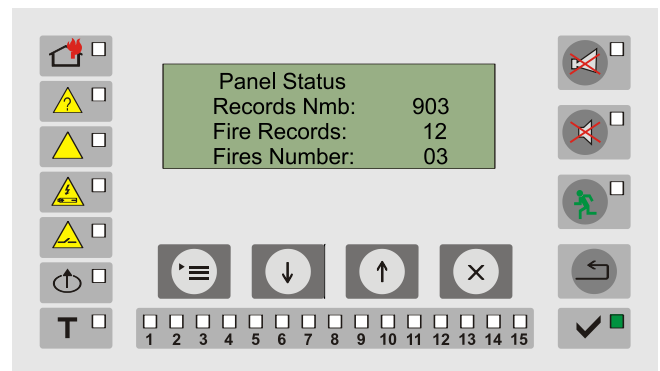 Panel Status
Records Nmb: 903
Fire Records: 12
Fires Number: 03
?
T
1 2 3 4 5 6 7 8 9 10 11 12 13 14 15